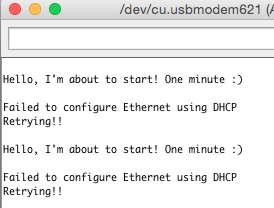 /dev/cu.usbmodem621 (A
Hello, I'm about to start! One minute :)
Failed to configure Ethernet using DHCP
Retrying!!
Hello, I'm about to start! One minute :)
Failed to configure Ethernet using DHCP
Retrying!!